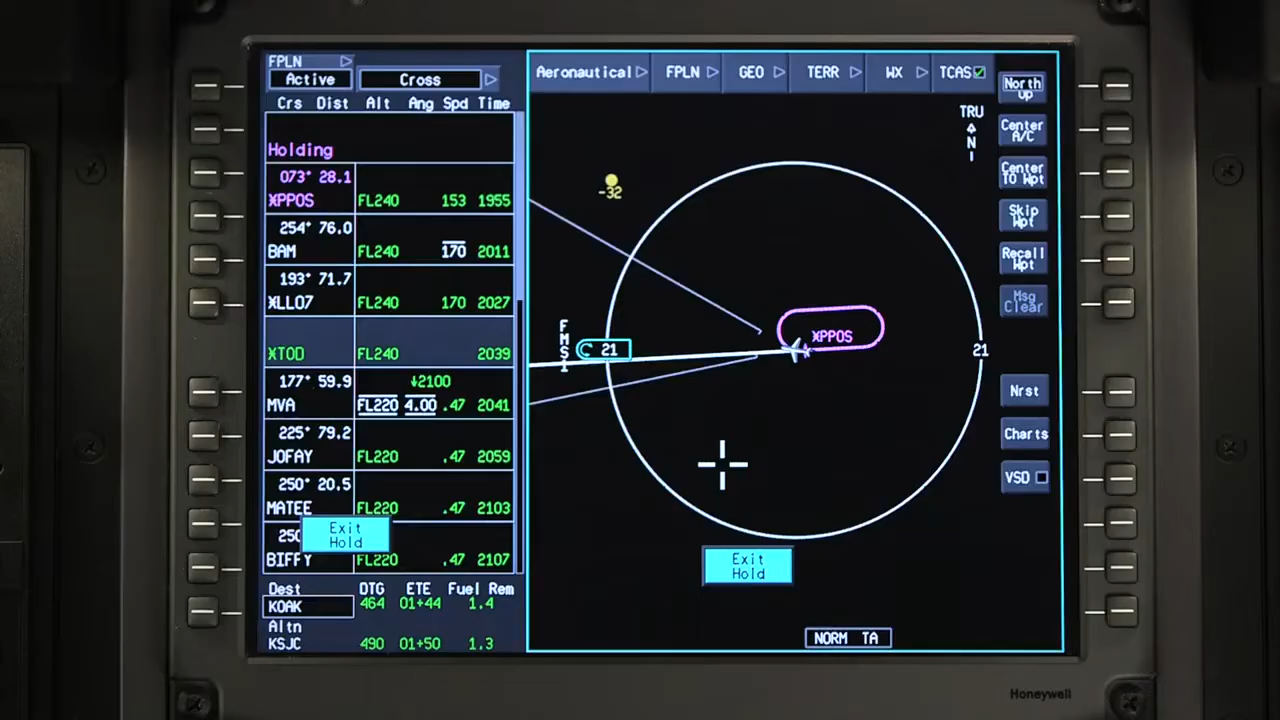 FPLN
Active
Cross
Crs Dist Alt Ang Spd Time
Holding
073° 28.1
XPPOS FL240 153 1955
254° 76.0
BAM FL240 170 2011
193° 71.7
XLL07 FL240 170 2027
XTOD FL240 2039
177° 59.9 ↓2100
MVA FL220 4.00 .47 2041
225° 79.2
JOFAY FL220 .47 2059
250° 20.5
MATEE FL220 .47 2103
250
BIFFY FL220 .47 2107
Exit
Hold
Dest DTG ETE Fuel Rem
KOAK 464 01+44 1.4
Altn
KSJC 490 01+50 1.3
Aeronautical FPLN GEO TERR WX TCAS
TRU
N
-32
FMS1
21
XPPOS
21
Exit
Hold
NORM TA
North
Up
Center
A/C
Center
TO Wpt
Skip
Wpt
Recall
Wpt
Msg
Clear
Nrst
Charts
VSD
Honeywell